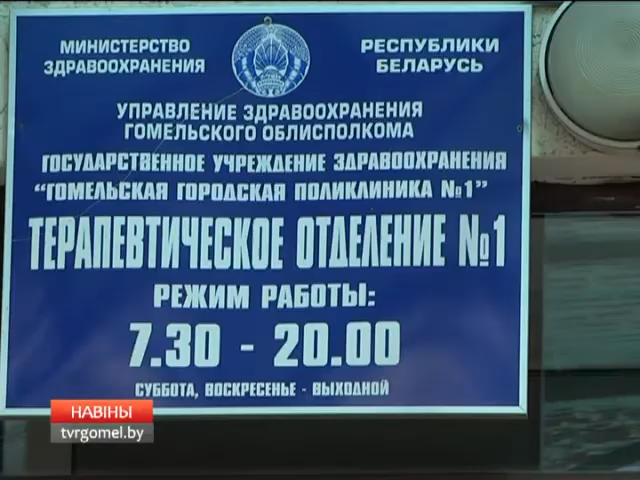 МИНИСТЕРСТВО ЗДРАВООХРАНЕНИЯ
РЕСПУБЛИКИ БЕЛАРУСЬ
УПРАВЛЕНИЕ ЗДРАВООХРАНЕНИЯ
ГОМЕЛЬСКОГО ОБЛИСПОЛКОМА
ГОСУДАРСТВЕННОЕ УЧРЕЖДЕНИЕ ЗДРАВООХРАНЕНИЯ
"ГОМЕЛЬСКАЯ ГОРОДСКАЯ ПОЛИКЛИНИКА №1"
ТЕРАПЕВТИЧЕСКОЕ ОТДЕЛЕНИЕ №1
РЕЖИМ РАБОТЫ:
7.30 - 20.00
СУББОТА, ВОСКРЕСЕНЬЕ - ВЫХОДНОЙ
НАВІНЫ
tvrgomel.by